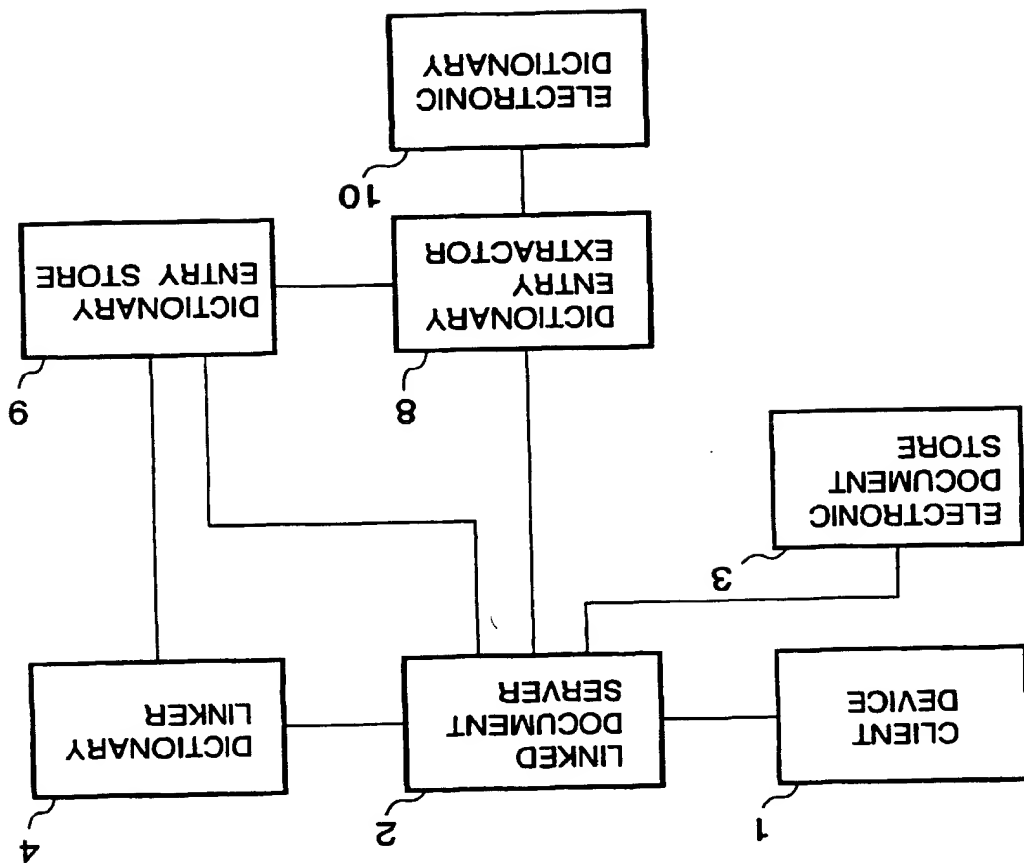 1
CLIENT
DEVICE
2
LINKED
DOCUMENT
SERVER
4
DICTIONARY
LINKER
3
ELECTRONIC
DOCUMENT
STORE
8
DICTIONARY
ENTRY
EXTRACTOR
9
DICTIONARY
ENTRY STORE
10
ELECTRONIC
DICTIONARY